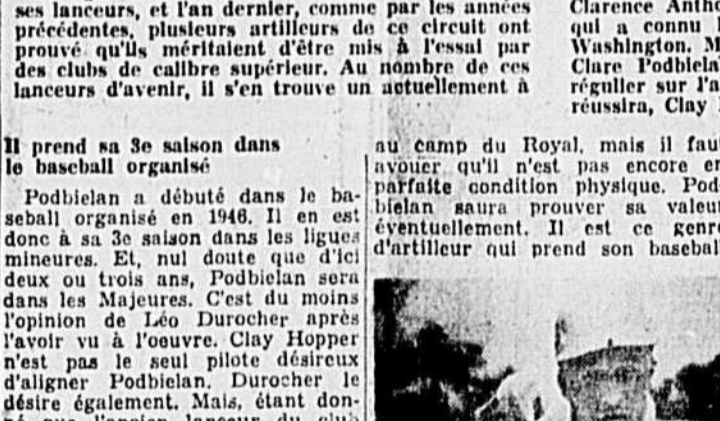 ses lanceurs, et l'an dernier, comme par les années
précédentes, plusieurs artilleurs de ce circuit ont
prouvé qu'ils méritaient d'être mis à l'essai par
des clubs de calibre supérieur. Au nombre de ces
lanceurs d'avenir, il s'en trouve un actuellement à
Clarence Antho
qui a connu
Washington. M
Clare Podbiela
régulier sur l'a
réussira, Clay
Il prend sa 3e saison dans
le baseball organisé
Podbielan a débuté dans le ba-
seball organisé en 1946. Il en est
donc à sa 3e saison dans les ligues
mineures. Et, nul doute que d'ici
deux ou trois ans, Podbielan sera
dans les Majeures. C'est du moins
l'opinion de Léo Durocher après
l'avoir vu à l'oeuvre. Clay Hopper
n'est pas le seul pilote désireux
d'aligner Podbielan. Durocher le
désire également. Mais, étant don-
né que l'ancien lanceur du club
au camp du Royal, mais il faut
avouer qu'il n'est pas encore en
parfaite condition physique. Pod
bielan saura prouver sa valeur
éventuellement. Il est ce genre
d'artilleur qui prend son basebal